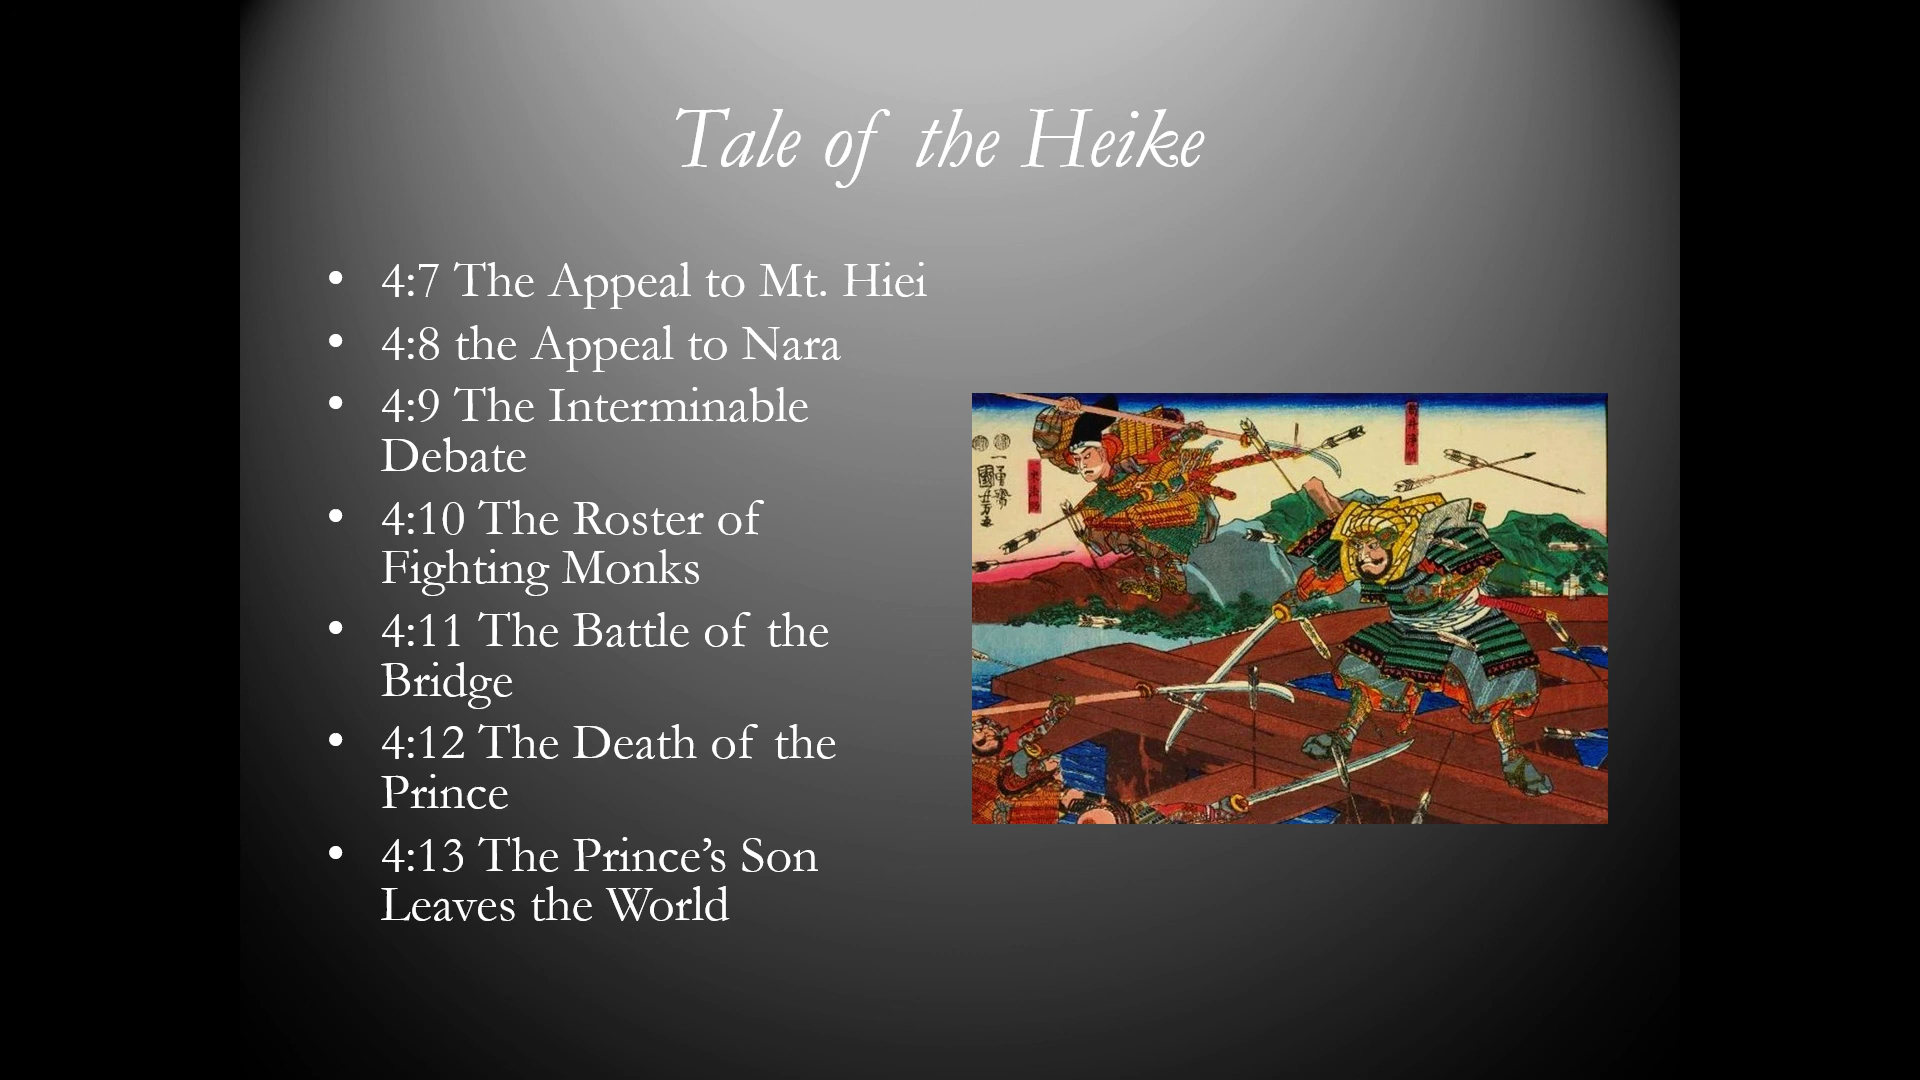 Tale of the Heike
• 4:7 The Appeal to Mt. Hiei
• 4:8 the Appeal to Nara
• 4:9 The Interminable
Debate
• 4:10 The Roster of
Fighting Monks
• 4:11 The Battle of the
Bridge
• 4:12 The Death of the
Prince
• 4:13 The Prince’s Son
Leaves the World